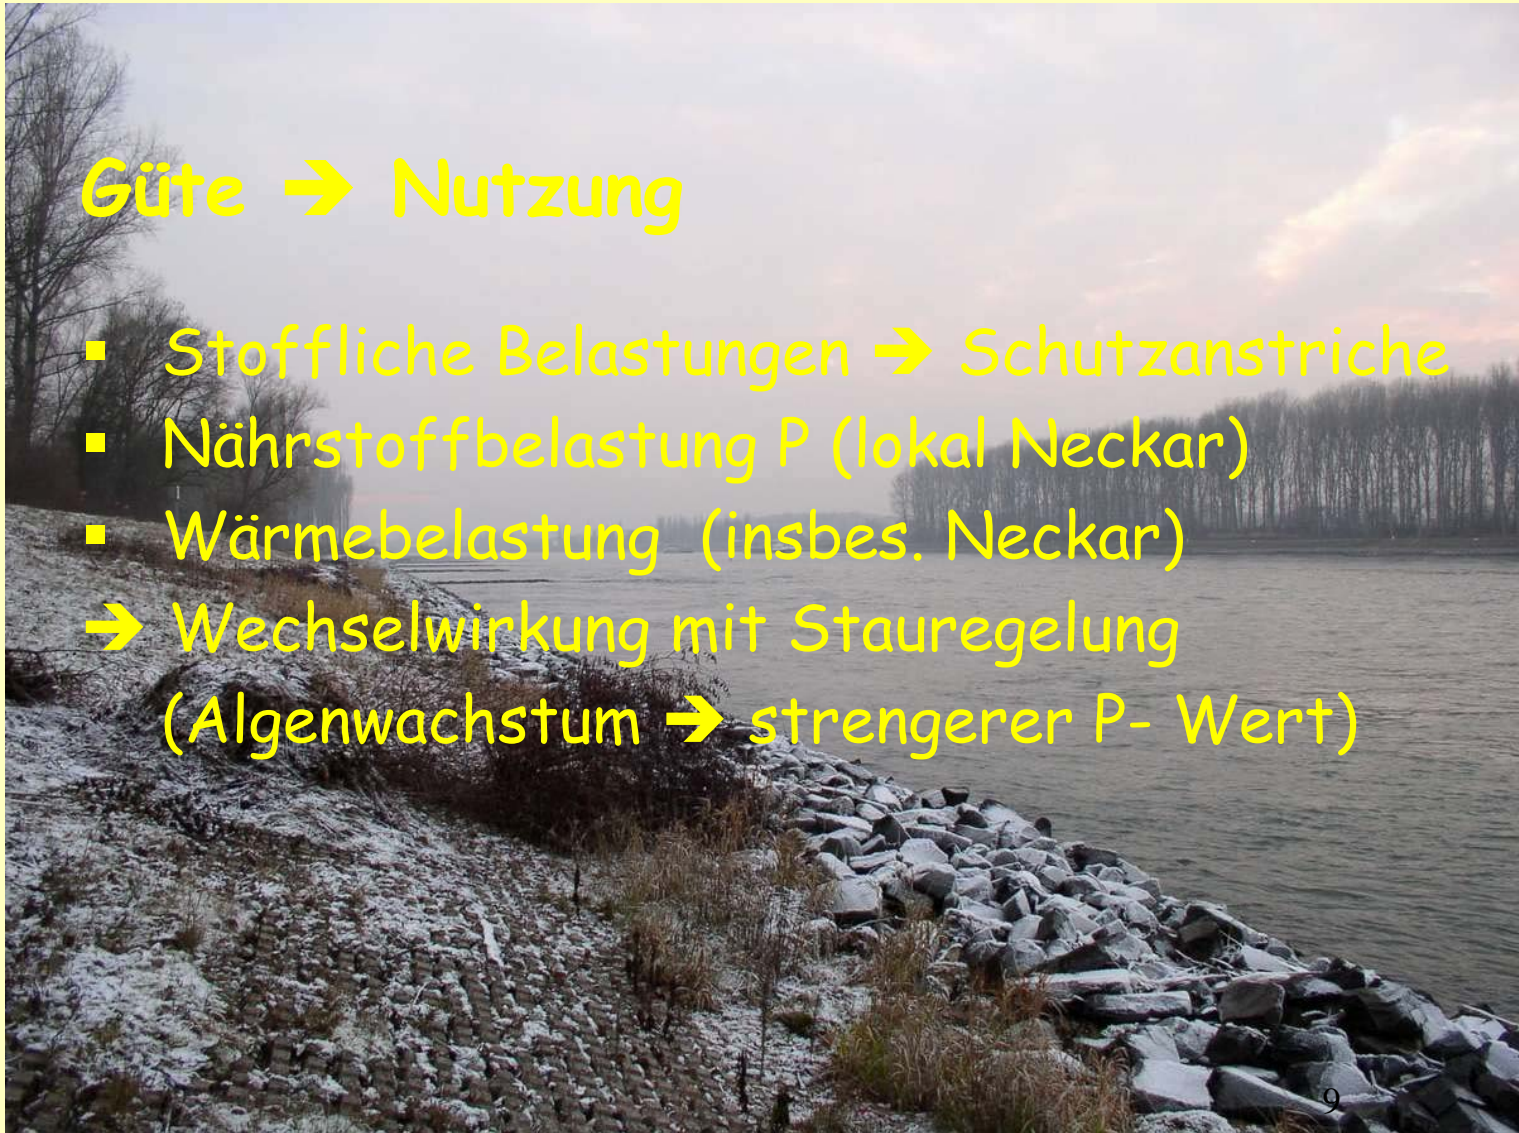 Güte ➔ Nutzung
▪ Stoffliche Belastungen ➔ Schutzanstriche
▪ Nährstoffbelastung P (lokal Neckar)
▪ Wärmebelastung (insbes. Neckar)
➔ Wechselwirkung mit Stauregelung
(Algenwachstum ➔ strengerer P- Wert)
9